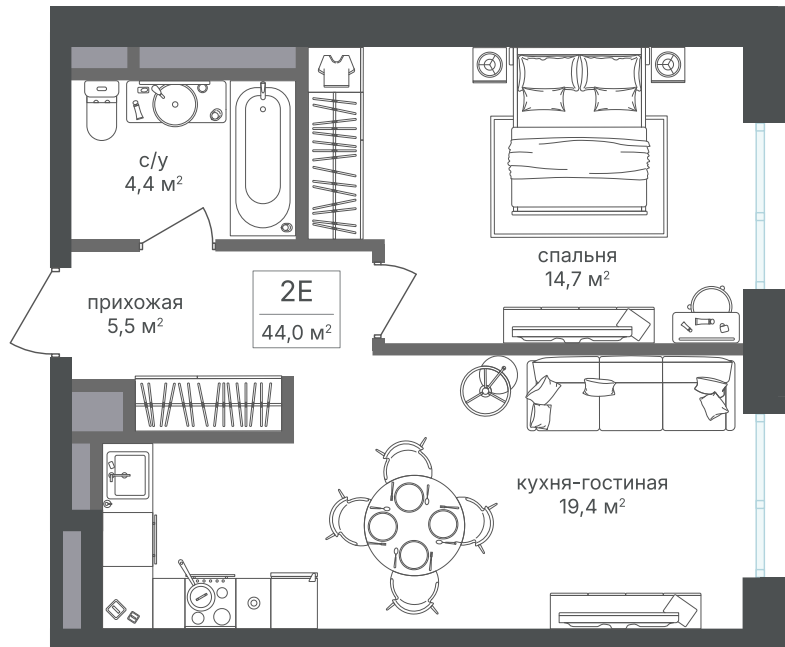 с/у
4,4 м²
спальня
14,7 м²
прихожая
5,5 м²
2Е
44,0 м²
кухня-гостиная
19,4 м²